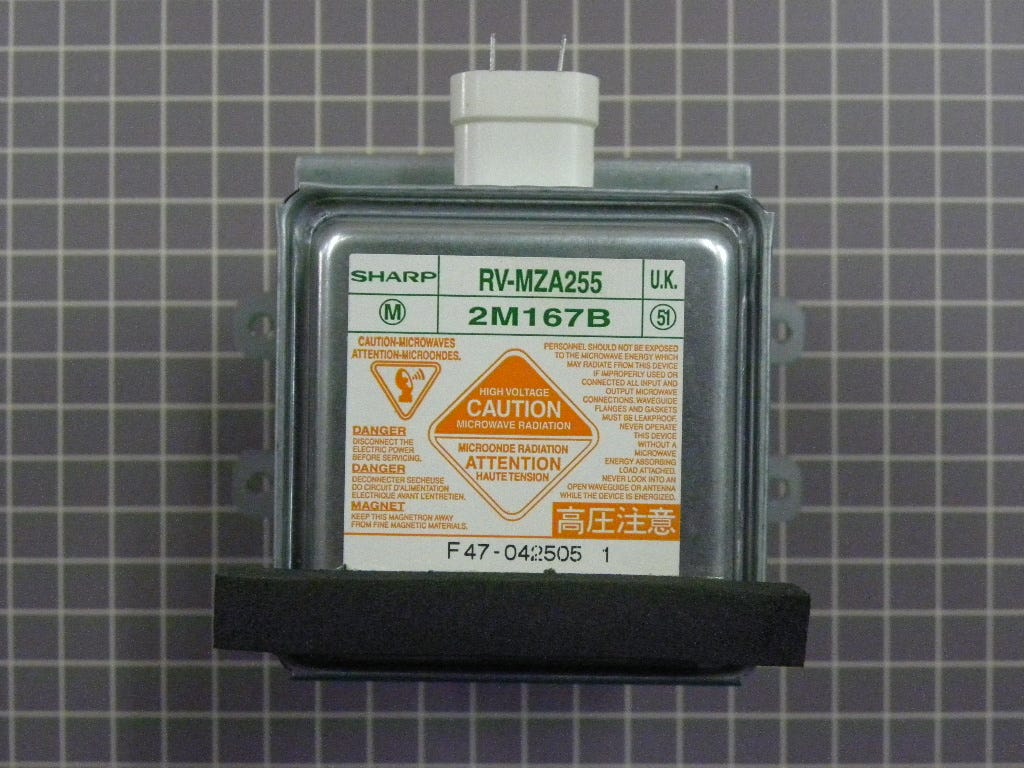 SHARP RV-MZA255 U.K.
M 2M167B 51
CAUTION-MICROWAVES
ATTENTION-MICROONDES.
DANGER
DISCONNECT THE
ELECTRIC POWER
BEFORE SERVICING.
DANGER
DECONNECTER SECHEUSE
DO CIRCUIT D'ALIMENTATION
ELECTRIQUE AVANT L'ENTRETIEN.
MAGNET
KEEP THIS MAGNETRON AWAY
FROM FINE MAGNETIC MATERIALS.
HIGH VOLTAGE
CAUTION
MICROWAVE RADIATION
MICROONDE RADIATION
ATTENTION
HAUTE TENSION
PERSONNEL SHOULD NOT BE EXPOSED
TO THE MICROWAVE ENERGY WHICH
MAY RADIATE FROM THIS DEVICE
IF IMPROPERLY USED OR
CONNECTED ALL INPUT AND
OUTPUT MICROWAVE
CONNECTIONS. WAVEGUIDE
FLANGES AND GASKETS
MUST BE LEAKPROOF.
NEVER OPERATE
THIS DEVICE
WITHOUT A
MICROWAVE
ENERGY ABSORBING
LOAD ATTACHED.
NEVER LOOK INTO AN
OPEN WAVEGUIDE OR ANTENNA
WHILE THE DEVICE IS ENERGIZED.
高圧注意
F47-042505 1